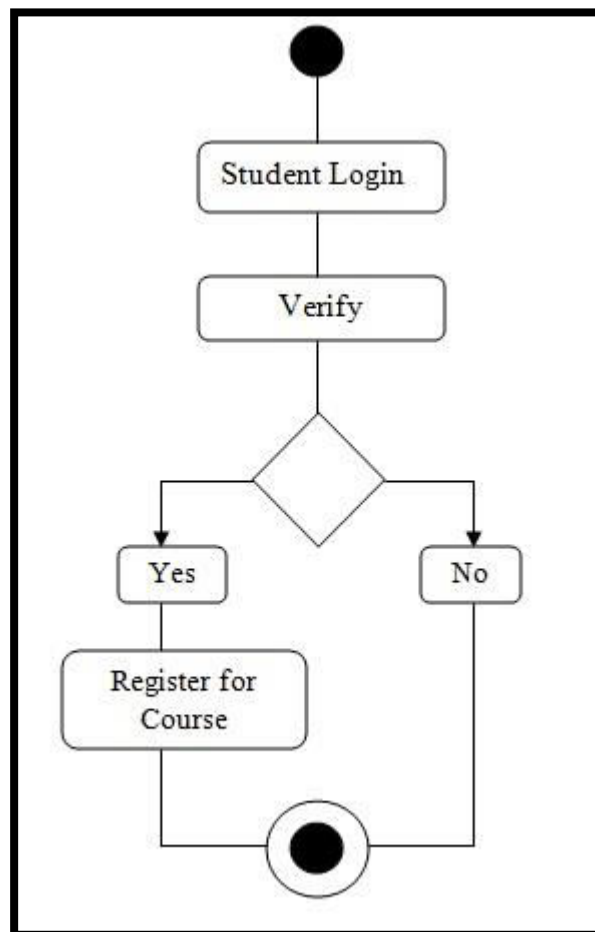 Student Login
Verify
Yes
No
Register for
Course